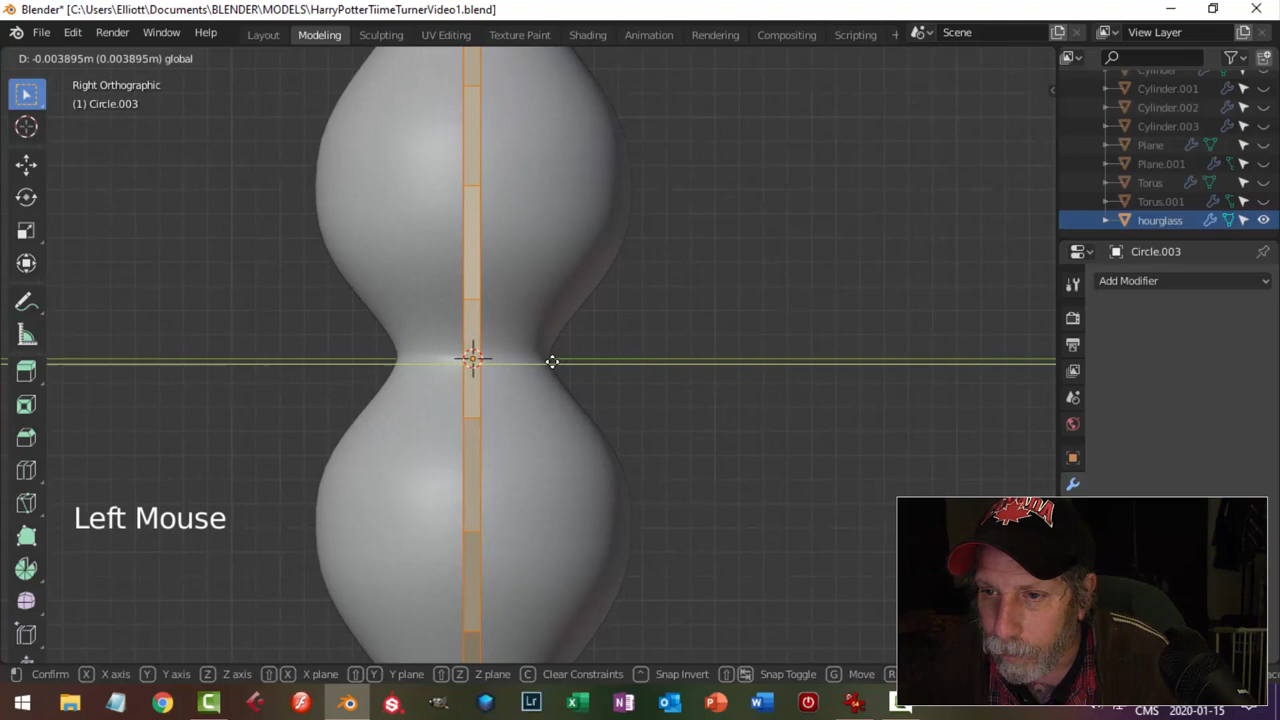 Blender* [C:\Users\Elliott\Documents\BLENDER\MODELS\HarryPotterTiimeTurnerVideo1.blend]
File Edit Render Window Help Layout Modeling Sculpting UV Editing Texture Paint Shading Animation Rendering Compositing Scripting + Scene View Layer
D: -0.003895m (0.003895m) global
Right Orthographic
(1) Circle.003
Cylinder
Cylinder.001
Cylinder.002
Cylinder.003
Plane
Plane.001
Torus
Torus.001
hourglass
Circle.003
Add Modifier
Left Mouse
CANADA
Confirm X X axis Y Y axis Z Z axis X X plane Y Y plane Z Z plane C Clear Constraints Snap Invert Snap Toggle G Move R
Lr
CMS 2020-01-15